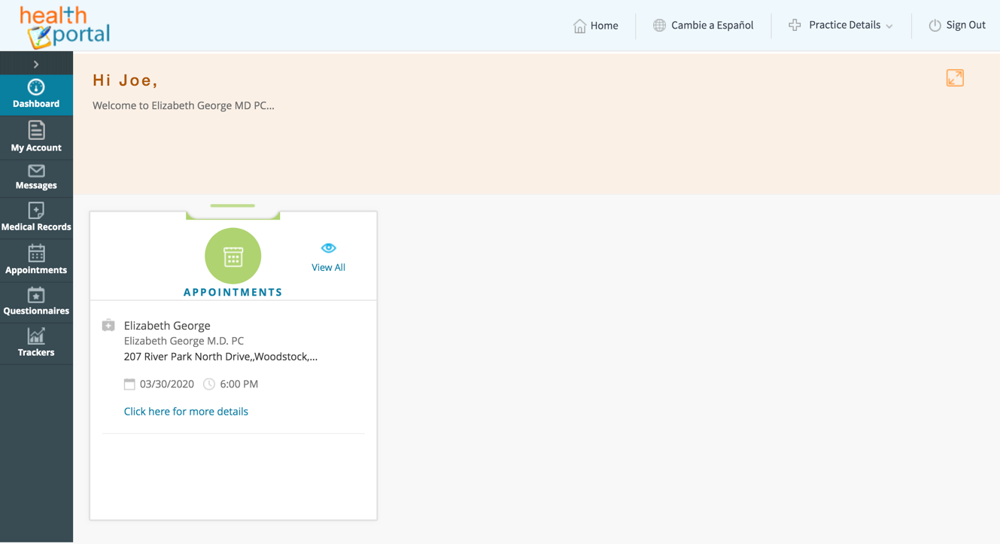 health
portal
Home
Cambie a Español
Practice Details
Sign Out
Dashboard
My Account
Messages
Medical Records
Appointments
Questionnaires
Trackers
Hi Joe,
Welcome to Elizabeth George MD PC...
View All
APPOINTMENTS
Elizabeth George
Elizabeth George M.D. PC
207 River Park North Drive,,Woodstock,...
03/30/2020 6:00 PM
Click here for more details